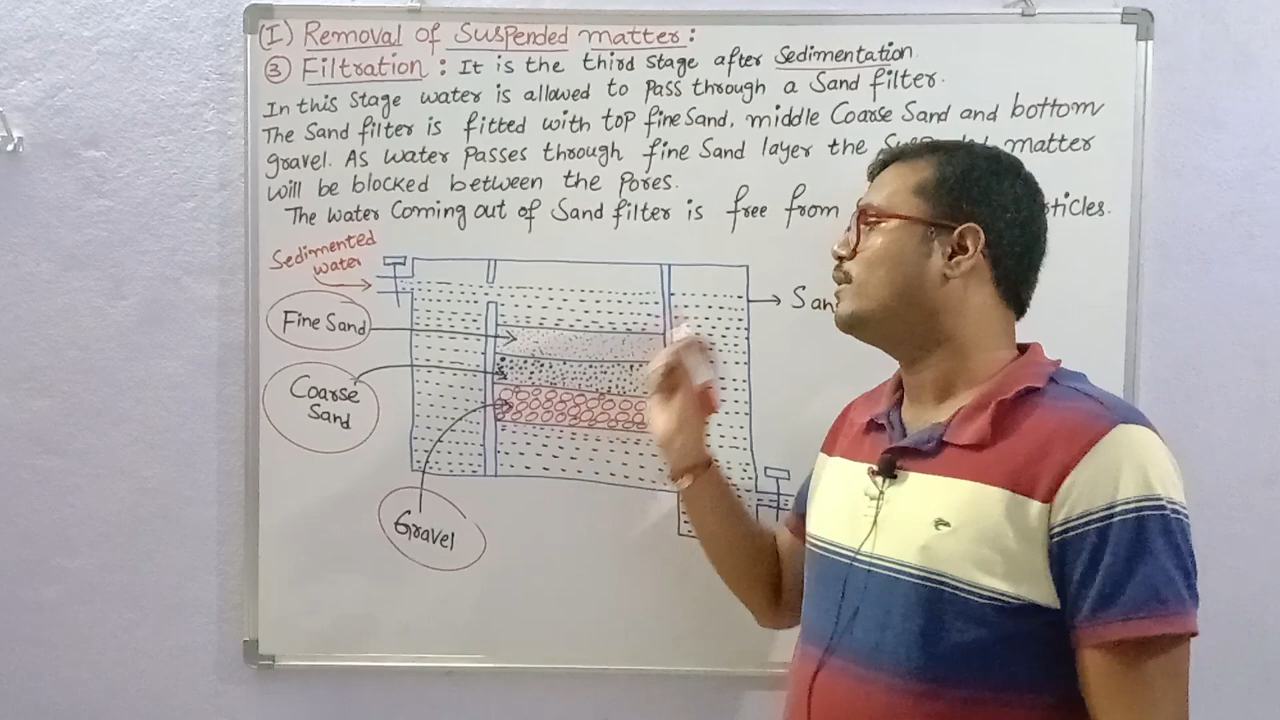 (I) Removal of Suspended matter:
③ Filtration: It is the third stage after Sedimentation.
In this Stage water is allowed to pass through a Sand filter.
The Sand filter is fitted with top fine Sand, middle Coarse Sand and bottom
gravel. As water passes through fine Sand layer the matter
will be blocked between the Pores.
The water Coming out of Sand filter is free from
Sedimented
water
Fine Sand
San
Coarse
Sand
Gravel